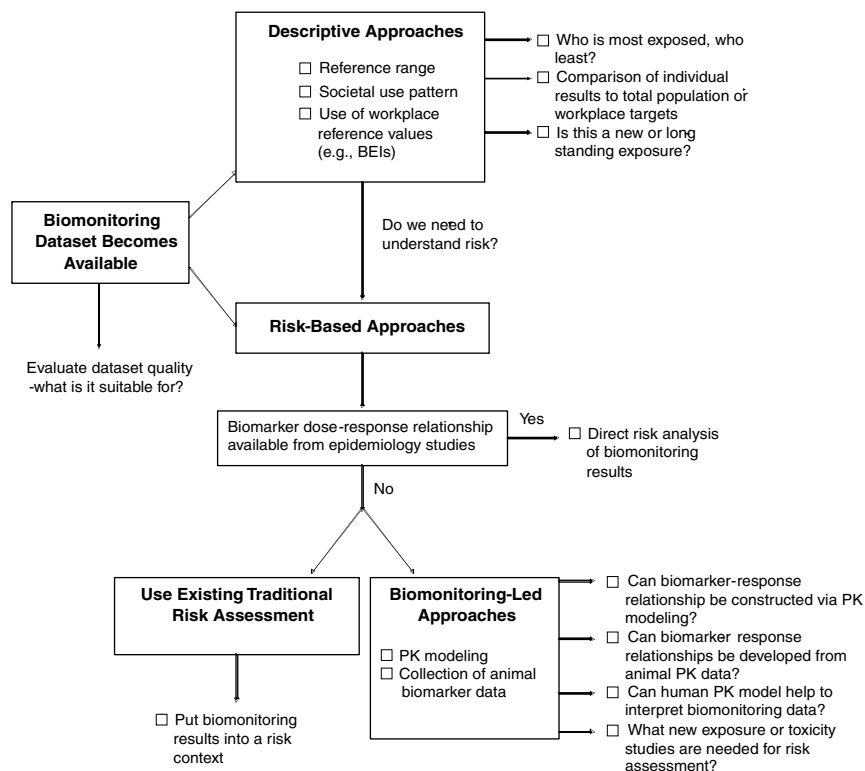 Descriptive Approaches
☐ Reference range
☐ Societal use pattern
☐ Use of workplace
reference values
(e.g., BEIs)
☐ Who is most exposed, who
least?
☐ Comparison of individual
results to total population or
workplace targets
☐ Is this a new or long
standing exposure?
Biomonitoring
Dataset Becomes
Available
Do we need to
understand risk?
Evaluate dataset quality
-what is it suitable for?
Risk-Based Approaches
Biomarker dose-response relationship
available from epidemiology studies
Yes
☐ Direct risk analysis
of biomonitoring
results
No
Use Existing Traditional
Risk Assessment
☐ Put biomonitoring
results into a risk
context
Biomonitoring-Led
Approaches
☐ PK modeling
☐ Collection of animal
biomarker data
☐ Can biomarker-response
relationship be constructed via PK
modeling?
☐ Can biomarker response
relationships be developed from
animal PK data?
☐ Can human PK model help to
interpret biomonitoring data?
☐ What new exposure or toxicity
studies are needed for risk
assessment?